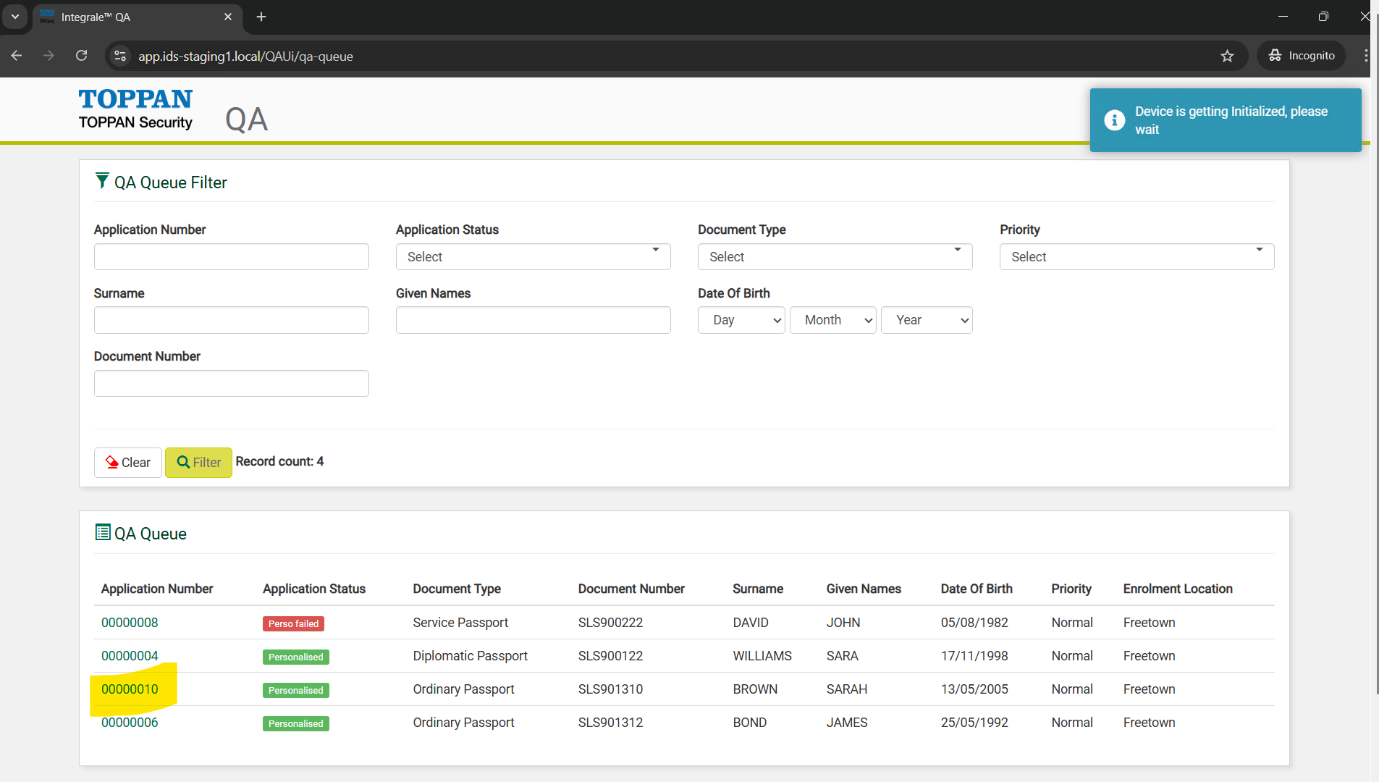 Integrale™ QA
app.ids-staging1.local/QAUi/qa-queue
Incognito
TOPPAN
TOPPAN Security
QA
Device is getting Initialized, please
wait
QA Queue Filter
Application Number
Application Status
Document Type
Priority
Select
Select
Select
Surname
Given Names
Date Of Birth
Day
Month
Year
Document Number
Clear
Filter
Record count: 4
QA Queue
Application Number Application Status Document Type Document Number Surname Given Names Date Of Birth Priority Enrolment Location
00000008 Perso failed Service Passport SLS900222 DAVID JOHN 05/08/1982 Normal Freetown
00000004 Personalised Diplomatic Passport SLS900122 WILLIAMS SARA 17/11/1998 Normal Freetown
00000010 Personalised Ordinary Passport SLS901310 BROWN SARAH 13/05/2005 Normal Freetown
00000006 Personalised Ordinary Passport SLS901312 BOND JAMES 25/05/1992 Normal Freetown